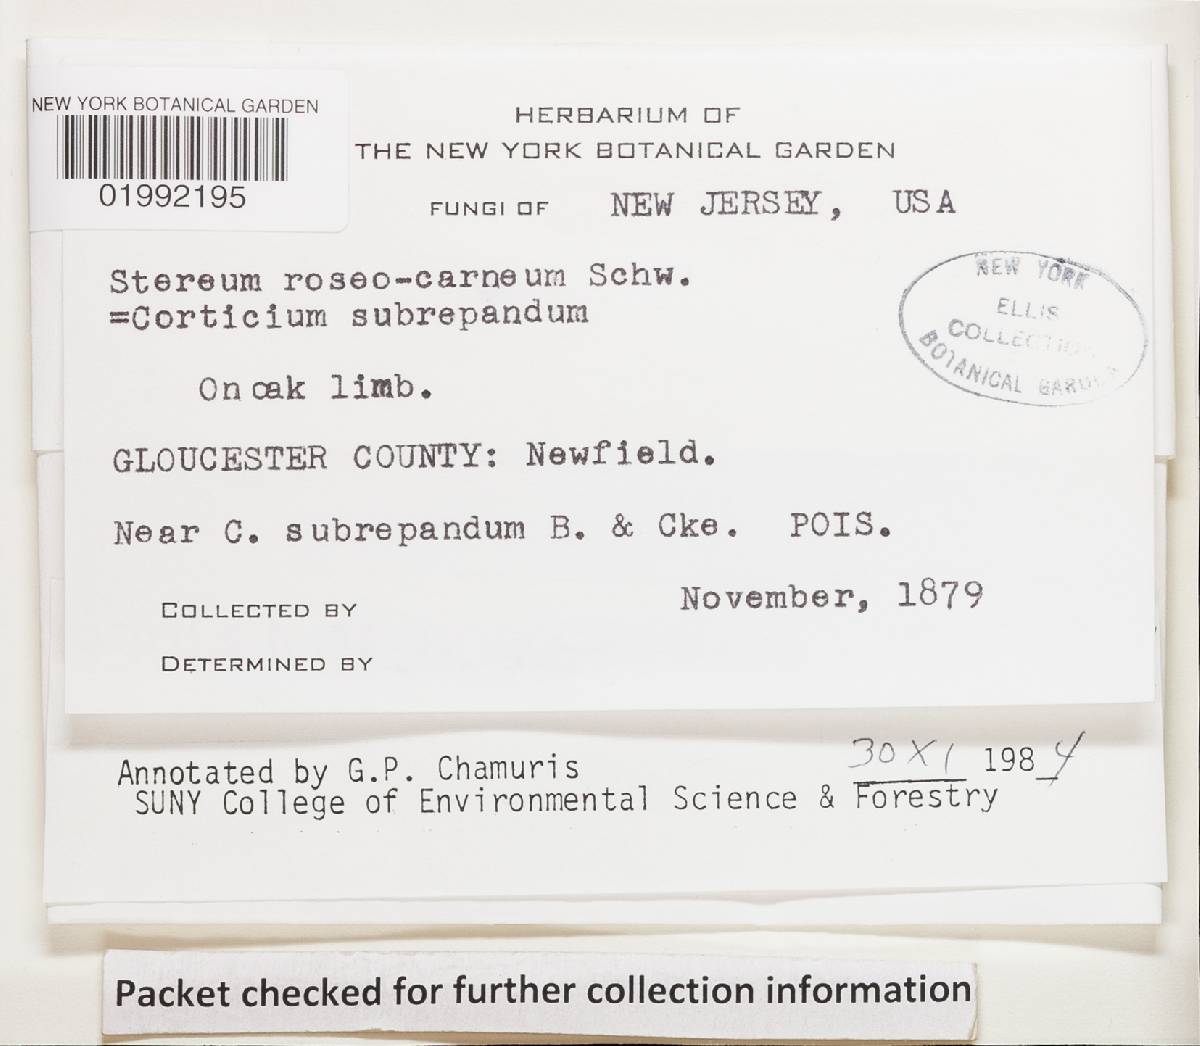 NEW YORK BOTANICAL GARDEN
01992195
HERBARIUM OF
THE NEW YORK BOTANICAL GARDEN
FUNGI OF NEW JERSEY, USA
Stereum roseo-carneum Schw.
=Corticium subrepandum
NEW YORK
ELLIS
COLLECTION
BOTANICAL GARDEN
On oak limb.
GLOUCESTER COUNTY: Newfield.
Near C. subrepandum B. & Cke. POIS.
November, 1879
COLLECTED BY
DETERMINED BY
Annotated by G.P. Chamuris 30 XI 1984
SUNY College of Environmental Science & Forestry
Packet checked for further collection information